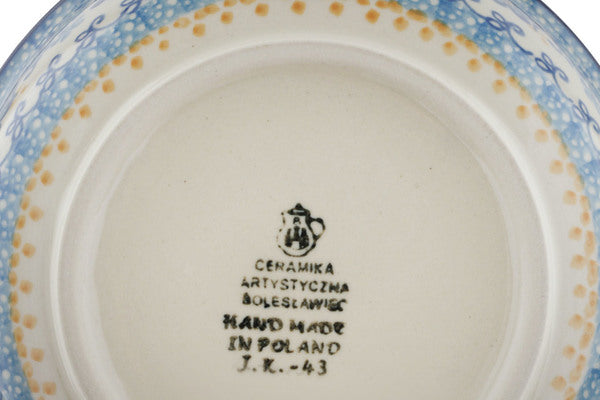 CERAMIKA
ARTYSTYCZNA
BOLESŁAWIEC
HAND MADE
IN POLAND
J.K.-43